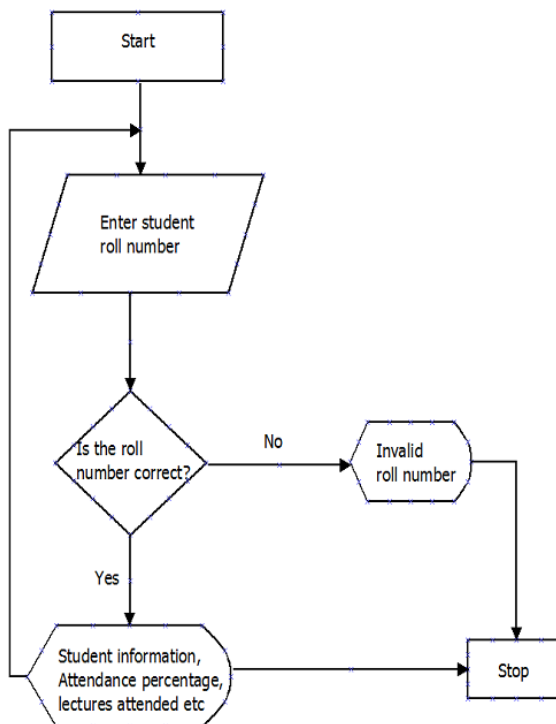 Start
Enter student
roll number
Is the roll
number correct?
No
Invalid
roll number
Yes
Student information,
Attendance percentage,
lectures attended etc
Stop